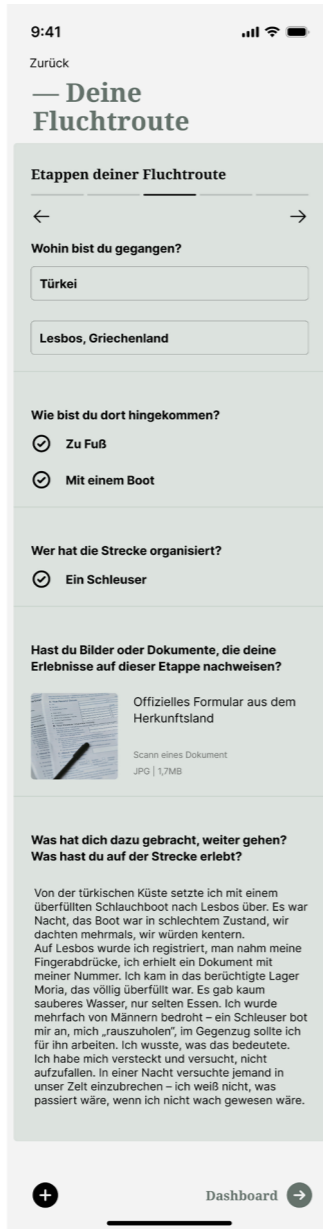 9:41
Zurück
— Deine
Fluchtroute
Etappen deiner Fluchtroute
Wohin bist du gegangen?
Türkei
Lesbos, Griechenland
Wie bist du dort hingekommen?
Zu Fuß
Mit einem Boot
Wer hat die Strecke organisiert?
Ein Schleuser
Hast du Bilder oder Dokumente, die deine
Erlebnisse auf dieser Etappe nachweisen?
Offizielles Formular aus dem
Herkunftsland
Scann eines Dokument
JPG | 1,7MB
Was hat dich dazu gebracht, weiter gehen?
Was hast du auf der Strecke erlebt?
Von der türkischen Küste setzte ich mit einem
überfüllten Schlauchboot nach Lesbos über. Es war
Nacht, das Boot war in schlechtem Zustand, wir
dachten mehrmals, wir würden kentern.
Auf Lesbos wurde ich registriert, man nahm meine
Fingerabdrücke, ich erhielt ein Dokument mit
meiner Nummer. Ich kam in das berüchtigte Lager
Moria, das völlig überfüllt war. Es gab kaum
sauberes Wasser, nur selten Essen. Ich wurde
mehrfach von Männern bedroht – ein Schleuser bot
mir an, mich „rauszuholen", im Gegenzug sollte ich
für ihn arbeiten. Ich wusste, was das bedeutete.
Ich habe mich versteckt und versucht, nicht
aufzufallen. In einer Nacht versuchte jemand in
unser Zelt einzubrechen – ich weiß nicht, was
passiert wäre, wenn ich nicht wach gewesen wäre.
Dashboard